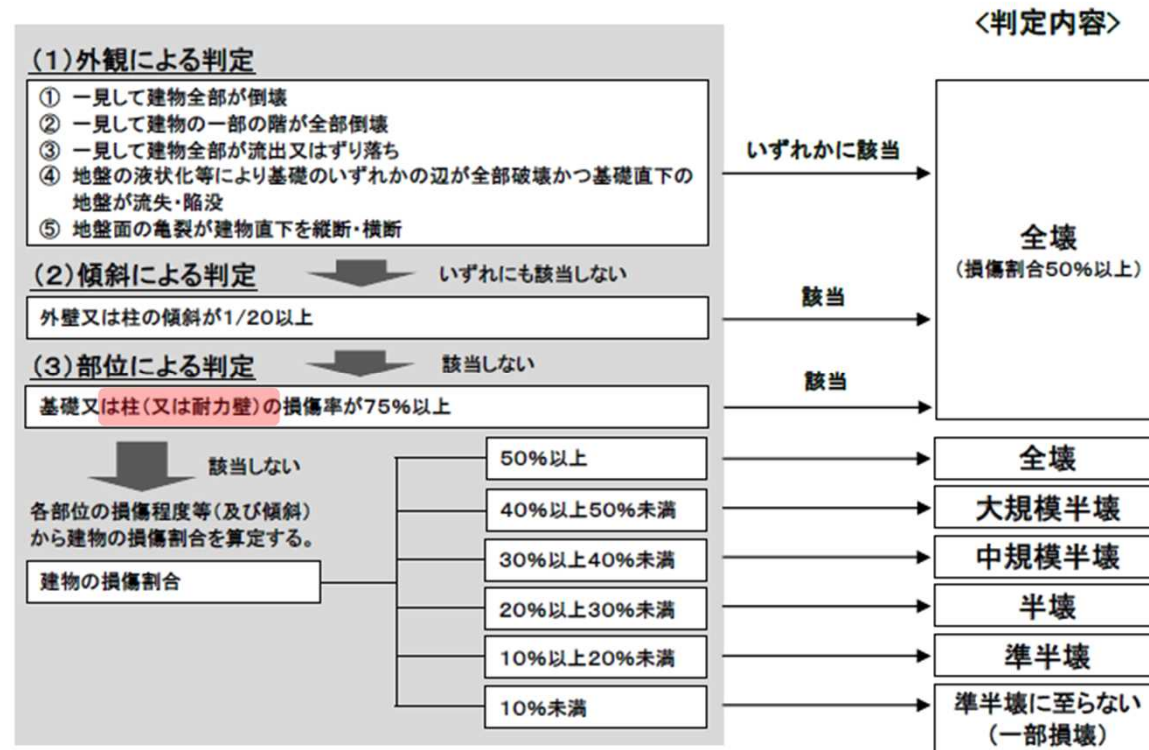 <判定内容>
(1)外観による判定
① 一見して建物全部が倒壊
② 一見して建物の一部の階が全部倒壊
③ 一見して建物全部が流出又はずり落ち
④ 地盤の液状化等により基礎のいずれかの辺が全部破壊かつ基礎直下の
地盤が流失・陥没
⑤ 地盤面の亀裂が建物直下を縦断・横断
いずれかに該当
全壊
(損傷割合50%以上)
(2)傾斜による判定
いずれにも該当しない
外壁又は柱の傾斜が1/20以上
該当
(3)部位による判定
該当しない
基礎又は柱(又は耐力壁)の損傷率が75%以上
該当
該当しない
各部位の損傷程度等(及び傾斜)
から建物の損傷割合を算定する。
建物の損傷割合
50%以上
全壊
40%以上50%未満
大規模半壊
30%以上40%未満
中規模半壊
20%以上30%未満
半壊
10%以上20%未満
準半壊
10%未満
準半壊に至らない
(一部損壊)